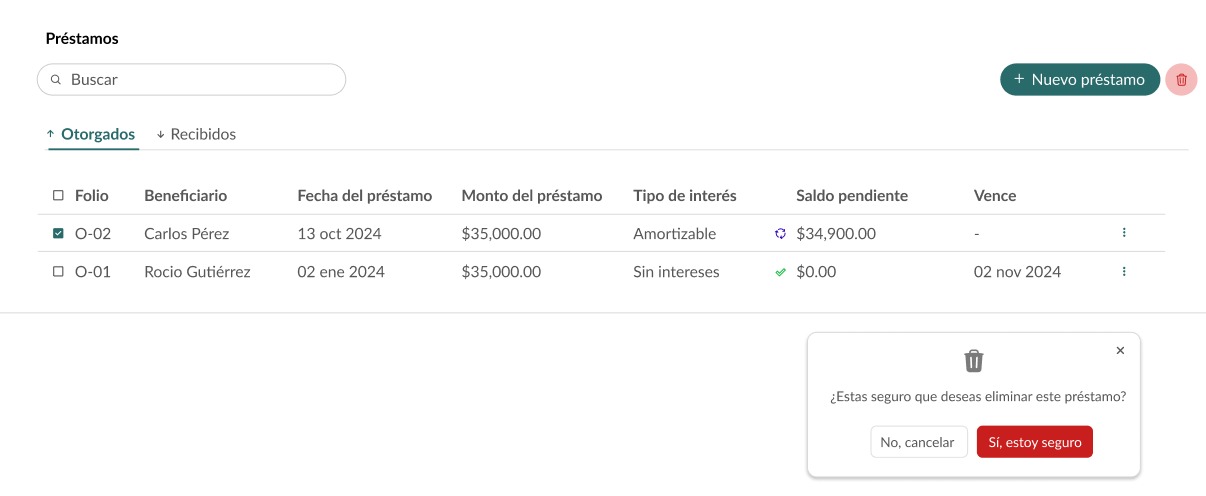 Préstamos
Buscar
+ Nuevo préstamo
↑ Otorgados ↓ Recibidos
Folio Beneficiario Fecha del préstamo Monto del préstamo Tipo de interés Saldo pendiente Vence
O-02 Carlos Pérez 13 oct 2024 $35,000.00 Amortizable $34,900.00 -
O-01 Rocio Gutiérrez 02 ene 2024 $35,000.00 Sin intereses $0.00 02 nov 2024
¿Estas seguro que deseas eliminar este préstamo?
No, cancelar Sí, estoy seguro